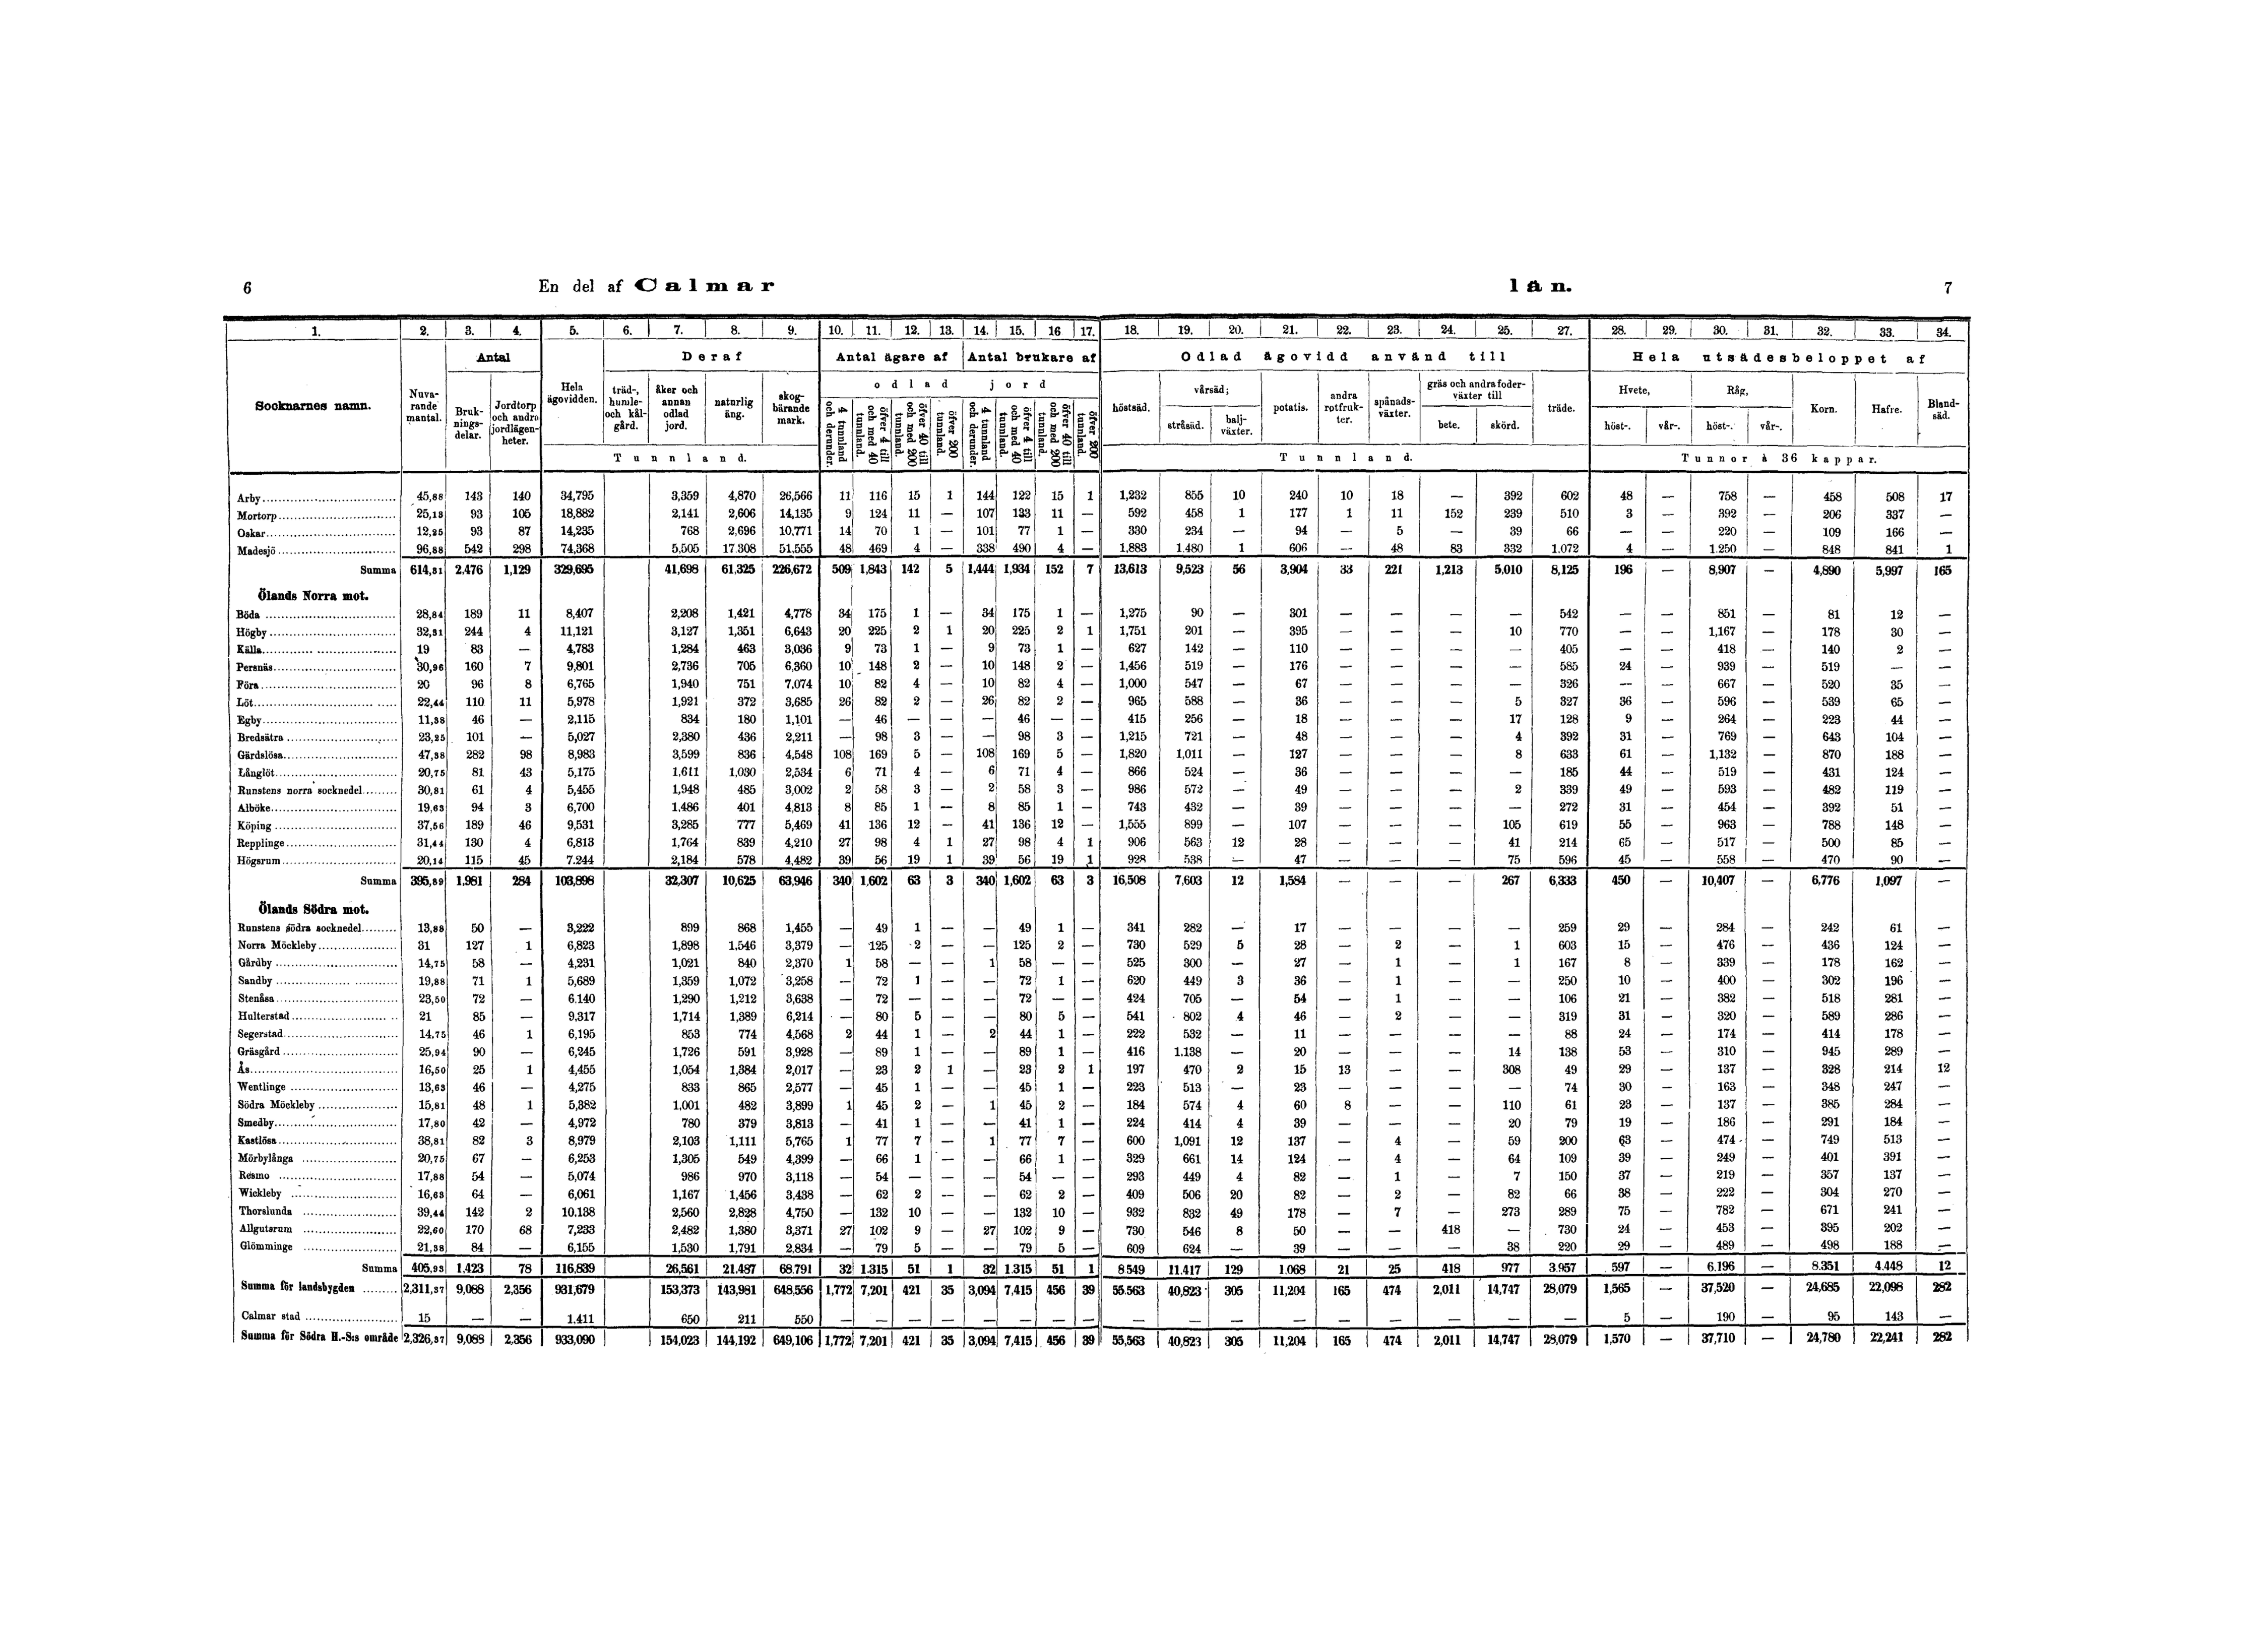 6 En del af Calmar län. 7
1. 2. 3. 4. 5. 6. 7. 8. 9. 10. 11. 12. 13. 14. 15. 16 17. 18. 19. 20. 21. 22. 23. 24. 25. 27. 28. 29. 30. 31. 32. 33. 34.
Socknarnes namn. Nuvarande mantal. Antal Bruknings-delar. Jordtorp och andra jordlägenheter. Hela ägovidden. Deraf träd-, humle- och kålgård. åker och annan odlad jord. naturlig äng. skogbärande mark. Tunnland.
Antal ägare af Antal brukare af odlad jord 4 tunnland och derunder. öfver 4 till och med 40 tunnland. öfver 40 till och med 200 tunnland. öfver 200 tunnland. 4 tunnland och derunder. öfver 4 till och med 40 tunnland. öfver 40 till och med 200 tunnland. öfver 200 tunnland.
Odlad ägovidd använd till höstsäd. vårsäd; stråsäd. baljväxter. potatis. andra rotfrukter. spånadsväxter. gräs och andra foderväxter till bete. skörd. träde. Tunnland.
Hela utsädesbeloppet af Hvete, höst-. vår-. Råg, höst-. vår-. Korn. Hafre. Blandsäd. Tunnor à 36 kappar.
Arby 45,88 143 140 34,795 3,359 4,870 26,566 11 116 15 1 144 122 15 1 1,232 855 10 240 10 18 — 392 602 48 — 758 — 458 508 17
Mortorp 25,13 93 105 18,882 2,141 2,606 14,135 9 124 11 — 107 133 11 — 592 458 1 177 1 11 152 239 510 3 — 392 — 206 337 —
Oskar 12,25 93 87 14,235 768 2,696 10,771 14 70 1 — 101 77 1 — 330 234 — 94 — 5 — 39 66 — — 220 — 109 166 —
Madesjö 96,88 542 298 74,368 5,505 17.308 51.555 48 469 4 — 338 490 4 — 1,883 1.480 1 606 — 48 83 332 1.072 4 — 1.250 — 848 841 1
Summa 614,31 2.476 1,129 329,695 41,698 61,325 226,672 509 1,843 142 5 1,444 1,934 152 7 13,613 9,523 56 3,904 33 221 1,213 5,010 8,125 196 — 8,907 — 4,890 5,997 165
Ölands Norra mot.
Böda 28,84 189 11 8,407 2,208 1,421 4,778 34 175 1 — 34 175 1 — 1,275 90 — 301 — — — — 542 — — 851 — 81 12 —
Högby 32,31 244 4 11,121 3,127 1,351 6,643 20 225 2 1 20 225 2 1 1,751 201 — 395 — — — 10 770 — — 1,167 — 178 30 —
Källa 19 83 — 4,783 1,284 463 3,036 9 73 1 — 9 73 1 — 627 142 — 110 — — — — 405 — — 418 — 140 2 —
Persnäs 30,96 160 7 9,801 2,736 705 6,360 10 148 2 — 10 148 2 — 1,456 519 — 176 — — — — 585 24 — 939 — 519 — —
Föra 20 96 8 6,765 1,940 751 7,074 10 82 4 — 10 82 4 — 1,000 547 — 67 — — — — 326 — — 667 — 520 35 —
Löt 22,44 110 11 5,978 1,921 372 3,685 26 82 2 — 26 82 2 — 965 588 — 36 — — — 5 327 36 — 596 — 539 65 —
Egby 11,38 46 — 2,115 834 180 1,101 — 46 — — — 46 — — 415 256 — 18 — — — 17 128 9 — 264 — 223 44 —
Bredsätra 23,25 101 — 5,027 2,380 436 2,211 — 98 3 — — 98 3 — 1,215 721 — 48 — — — 4 392 31 — 769 — 643 104 —
Gärdslösa 47,38 282 98 8,983 3,599 836 4,548 108 169 5 — 108 169 5 — 1,820 1,011 — 127 — — — 8 633 61 — 1,132 — 870 188 —
Långlöt 20,75 81 43 5,175 1,611 1,030 2,534 6 71 4 — 6 71 4 — 866 524 — 36 — — — — 185 44 — 519 — 431 124 —
Runstens norra socknedel 30,81 61 4 5,455 1,948 485 3,002 2 58 3 — 2 58 3 — 986 572 — 49 — — — 2 339 49 — 593 — 482 119 —
Alböke 19,63 94 3 6,700 1,486 401 4,813 8 85 1 — 8 85 1 — 743 432 — 39 — — — — 272 31 — 454 — 392 51 —
Köping 37,56 189 46 9,531 3,285 777 5,469 41 136 12 — 41 136 12 — 1,555 899 — 107 — — — 105 619 55 — 963 — 788 148 —
Repplinge 31,44 130 4 6,813 1,764 839 4,210 27 98 4 1 27 98 4 1 906 563 12 28 — — — 41 214 65 — 517 — 500 85 —
Högsrum 20,14 115 45 7.244 2,184 578 4,482 39 56 19 1 39 56 19 1 928 538 — 47 — — — 75 596 45 — 558 — 470 90 —
Summa 395,89 1,981 284 103,898 32,307 10,625 63,946 340 1,602 63 3 340 1,602 63 3 16,508 7,603 12 1,584 — — — 267 6,333 450 — 10,407 — 6,776 1,097 —
Ölands Södra mot.
Runstens södra socknedel 13,88 50 — 3,222 899 868 1,455 — 49 1 — — 49 1 — 341 282 — 17 — — — — 259 29 — 284 — 242 61 —
Norra Möckleby 31 127 1 6,823 1,898 1,546 3,379 — 125 2 — — 125 2 — 730 529 5 28 — 2 — 1 603 15 — 476 — 436 124 —
Gårdby 14,75 58 — 4,231 1,021 840 2,370 1 58 — — 1 58 — — 525 300 — 27 — 1 — 1 167 8 — 339 — 178 162 —
Sandby 19,88 71 1 5,689 1,359 1,072 3,258 — 72 1 — — 72 1 — 620 449 3 36 — 1 — — 250 10 — 400 — 302 196 —
Stenåsa 23,50 72 — 6.140 1,290 1,212 3,638 — 72 — — — 72 — — 424 705 — 54 — 1 — — 106 21 — 382 — 518 281 —
Hulterstad 21 85 — 9,317 1,714 1,389 6,214 — 80 5 — — 80 5 — 541 802 4 46 — 2 — — 319 31 — 320 — 589 286 —
Segerstad 14,75 46 1 6,195 853 774 4,568 2 44 1 — 2 44 1 — 222 532 — 11 — — — — 88 24 — 174 — 414 178 —
Gräsgård 25,94 90 — 6,245 1,726 591 3,928 — 89 1 — — 89 1 — 416 1.138 — 20 — — — 14 138 53 — 310 — 945 289 —
Ås 16,50 25 1 4,455 1,054 1,384 2,017 — 23 2 1 — 23 2 1 197 470 2 15 13 — — 308 49 29 — 137 — 328 214 12
Wentlinge 13,63 46 — 4,275 833 865 2,577 — 45 1 — — 45 1 — 223 513 — 23 — — — — 74 30 — 163 — 348 247 —
Södra Möckleby 15,81 48 1 5,382 1,001 482 3,899 1 45 2 — 1 45 2 — 184 574 4 60 8 — — 110 61 23 — 137 — 385 284 —
Smedby 17,80 42 — 4,972 780 379 3,813 — 41 1 — — 41 1 — 224 414 4 39 — — — 20 79 19 — 186 — 291 184 —
Kastlösa 38,81 82 3 8,979 2,103 1,111 5,765 1 77 7 — 1 77 7 — 600 1,091 12 137 — 4 — 59 200 63 — 474 — 749 513 —
Mörbylånga 20,75 67 — 6,253 1,305 549 4,399 — 66 1 — — 66 1 — 329 661 14 124 — 4 — 64 109 39 — 249 — 401 391 —
Resmo 17,88 54 — 5,074 986 970 3,118 — 54 — — — 54 — — 293 449 4 82 — 1 — 7 150 37 — 219 — 357 137 —
Wickleby 16,63 64 — 6,061 1,167 1,456 3,438 — 62 2 — — 62 2 — 409 506 20 82 — 2 — 82 66 38 — 222 — 304 270 —
Thorslunda 39,44 142 2 10.138 2,560 2,828 4,750 — 132 10 — — 132 10 — 932 832 49 178 — 7 — 273 289 75 — 782 — 671 241 —
Allgutsrum 22,60 170 68 7,233 2,482 1,380 3,371 27 102 9 — 27 102 9 — 730 546 8 50 — — 418 — 730 24 — 453 — 395 202 —
Glömminge 21,38 84 — 6,155 1,530 1,791 2,834 — 79 5 — — 79 5 — 609 624 — 39 — — — 38 220 29 — 489 — 498 188 —
Summa 405,93 1.423 78 116,839 26,561 21.487 68.791 32 1.315 51 1 32 1.315 51 1 8 549 11.417 129 1.068 21 25 418 977 3.957 597 — 6.196 — 8.351 4.448 12
Summa för landsbygden 2,311,37 9,088 2,356 931,679 153,373 143,981 648,556 1,772 7,201 421 35 3,094 7,415 456 39 55.563 40,823 305 11,204 165 474 2,011 14,747 28,079 1,565 — 37,520 — 24,685 22,098 282
Calmar stad 15 — — 1.411 650 211 550 — — — — — — — — — — — — — — — — — 5 — 190 — 95 143 —
Summa för Södra H.-S:s område 2,326,37 9,088 2,356 933,090 154,023 144,192 649,106 1,772 7,201 421 35 3,094 7,415 456 39 55,563 40,823 305 11,204 165 474 2,011 14,747 28,079 1,570 — 37,710 — 24,780 22,241 282